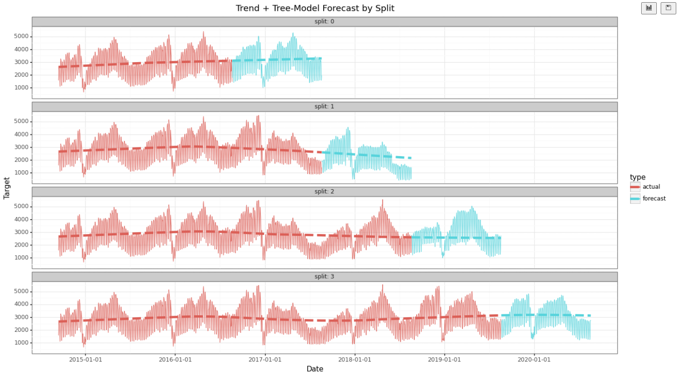 Trend + Tree-Model Forecast by Split
split: 0
5000
4000
3000
2000
1000
split: 1
5000
4000
3000
2000
1000
split: 2
5000
4000
3000
2000
1000
split: 3
5000
4000
3000
2000
1000
Target
2015-01-01 2016-01-01 2017-01-01 2018-01-01 2019-01-01 2020-01-01
Date
type
actual
forecast